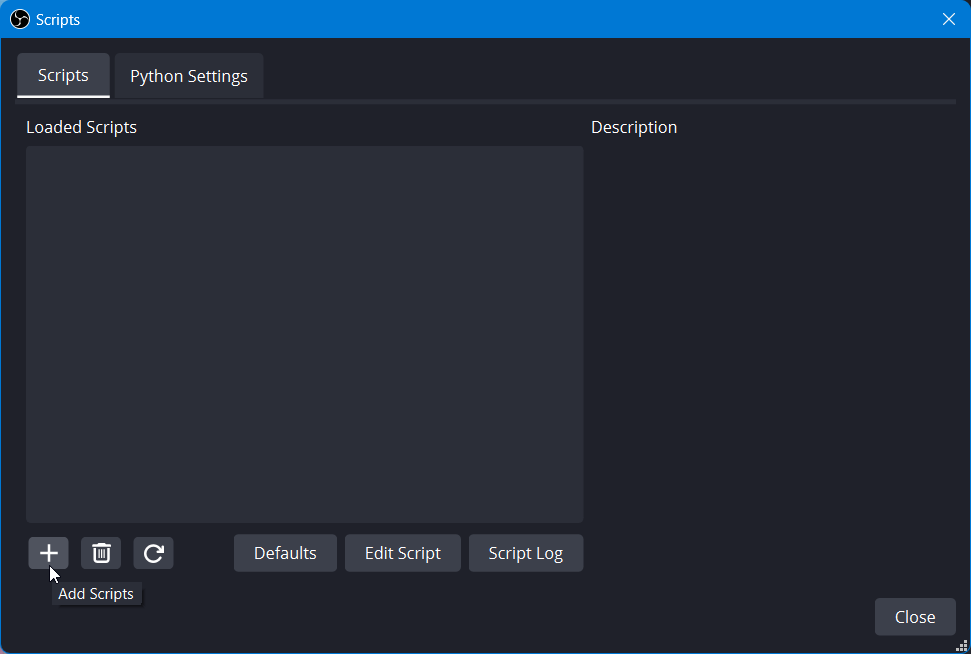 Scripts
Scripts
Python Settings
Loaded Scripts
Description
Defaults
Edit Script
Script Log
Add Scripts
Close